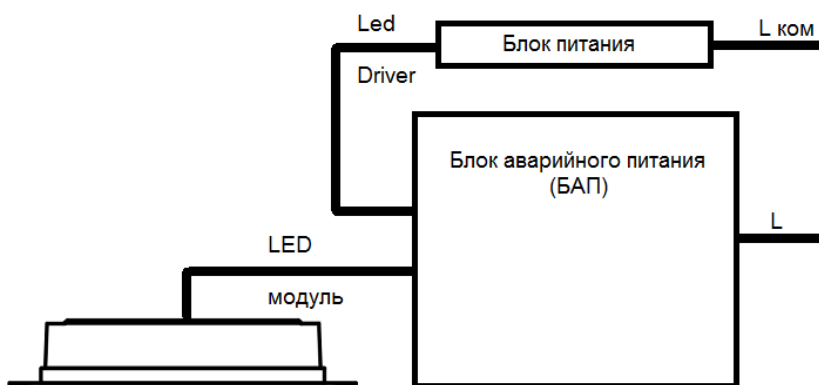 Led
Driver
Блок питания
L ком
Блок аварийного питания
(БАП)
L
LED
модуль